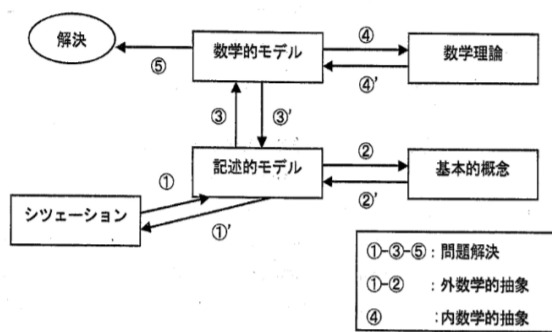 解決
数学的モデル
④
数学理論
⑤
④'
③
③'
記述的モデル
②
基本的概念
①
②'
シツェーション
①'
①-③-⑤：問題解決
①-② ：外数学的抽象
④ ：内数学的抽象